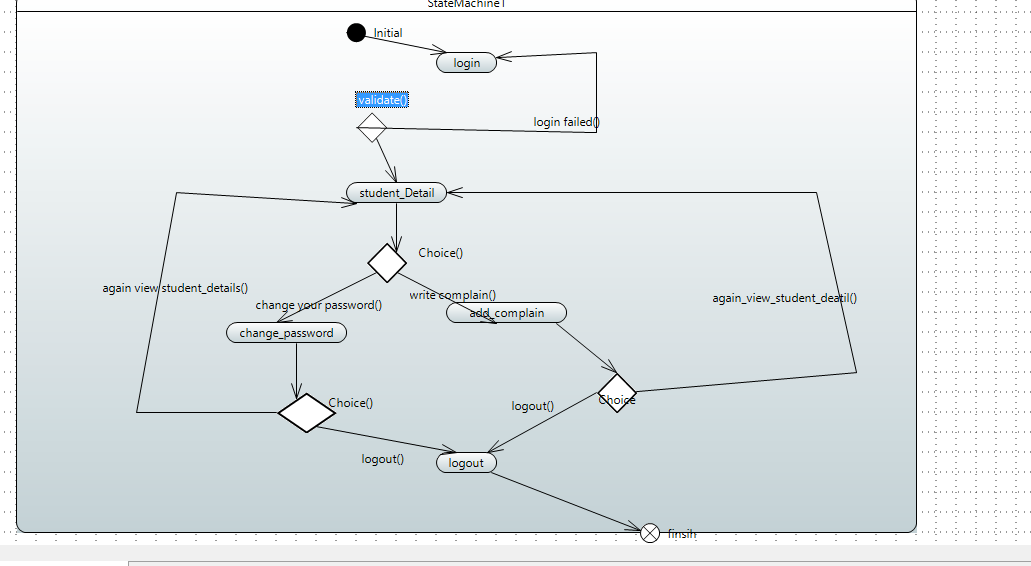 StateMachine1
Initial
login
validate()
login failed()
student_Detail
Choice()
again view student_details()
write complain()
again_view_student_deatil()
change your password()
add_complain
change_password
Choice
Choice()
logout()
logout()
logout
finsih